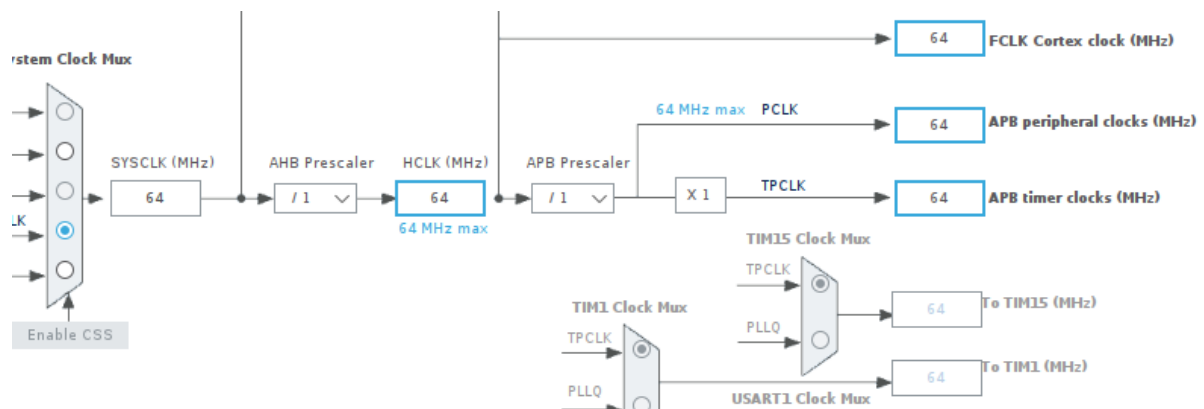 64
FCLK Cortex clock (MHz)
ystem Clock Mux
64 MHz max
PCLK
64
APB peripheral clocks (MHz)
SYSCLK (MHz)
AHB Prescaler
HCLK (MHz)
APB Prescaler
64
/ 1
64
/ 1
X 1
TPCLK
64
APB timer clocks (MHz)
64 MHz max
LK
TIM15 Clock Mux
TPCLK
Enable CSS
TIM1 Clock Mux
64
To TIM15 (MHz)
PLLQ
TPCLK
64
To TIM1 (MHz)
PLLQ
USART1 Clock Mux